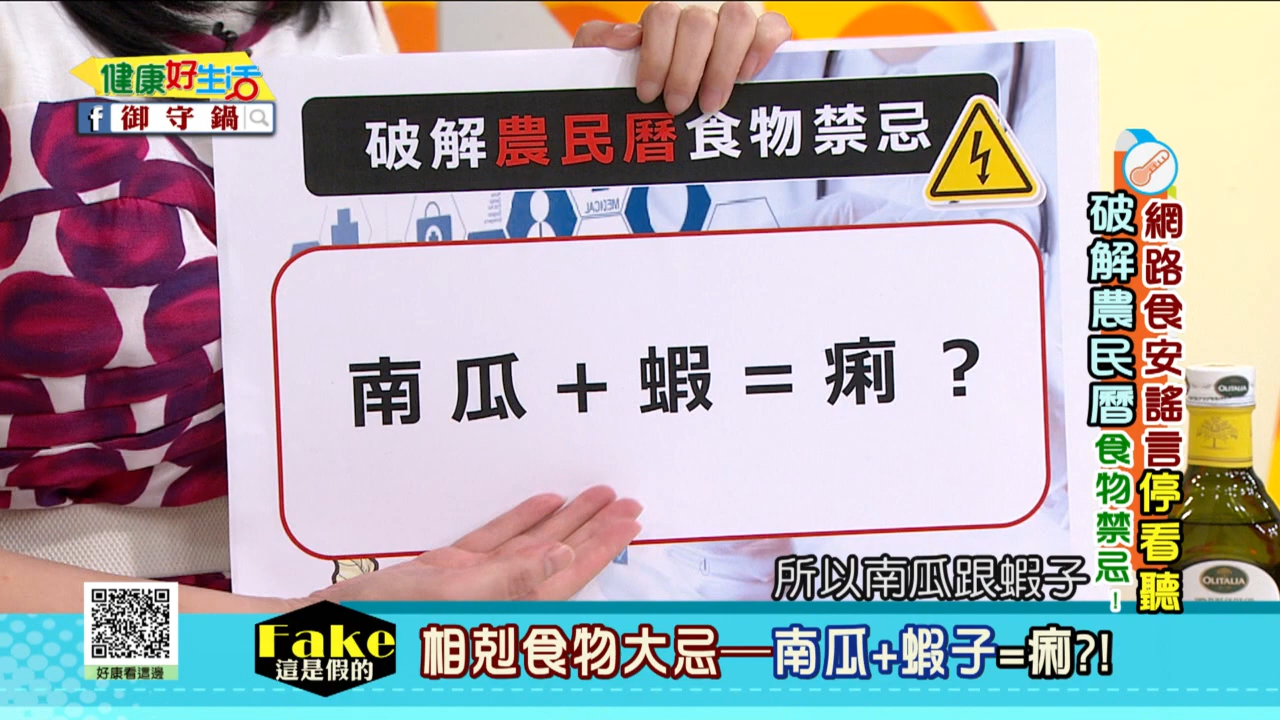 健康好生活
f 御守鍋
破解農民曆食物禁忌
MEDICAL
南瓜+蝦=痢?
網路食安謠言停看聽
破解農民曆食物禁忌!
OLITALIA
OLITALIA
所以南瓜跟蝦子
好康看這邊
Fake
這是假的
相剋食物大忌—南瓜+蝦子=痢?!